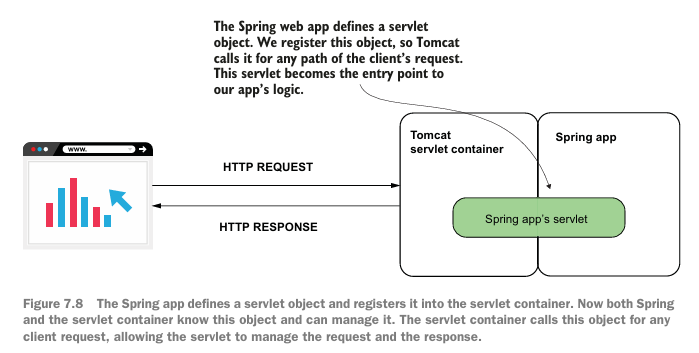 The Spring web app defines a servlet
object. We register this object, so Tomcat
calls it for any path of the client's request.
This servlet becomes the entry point to
our app's logic.
Tomcat
servlet container
Spring app
www.
HTTP REQUEST
Spring app's servlet
HTTP RESPONSE
Figure 7.8 The Spring app defines a servlet object and registers it into the servlet container. Now both Spring
and the servlet container know this object and can manage it. The servlet container calls this object for any
client request, allowing the servlet to manage the request and the response.